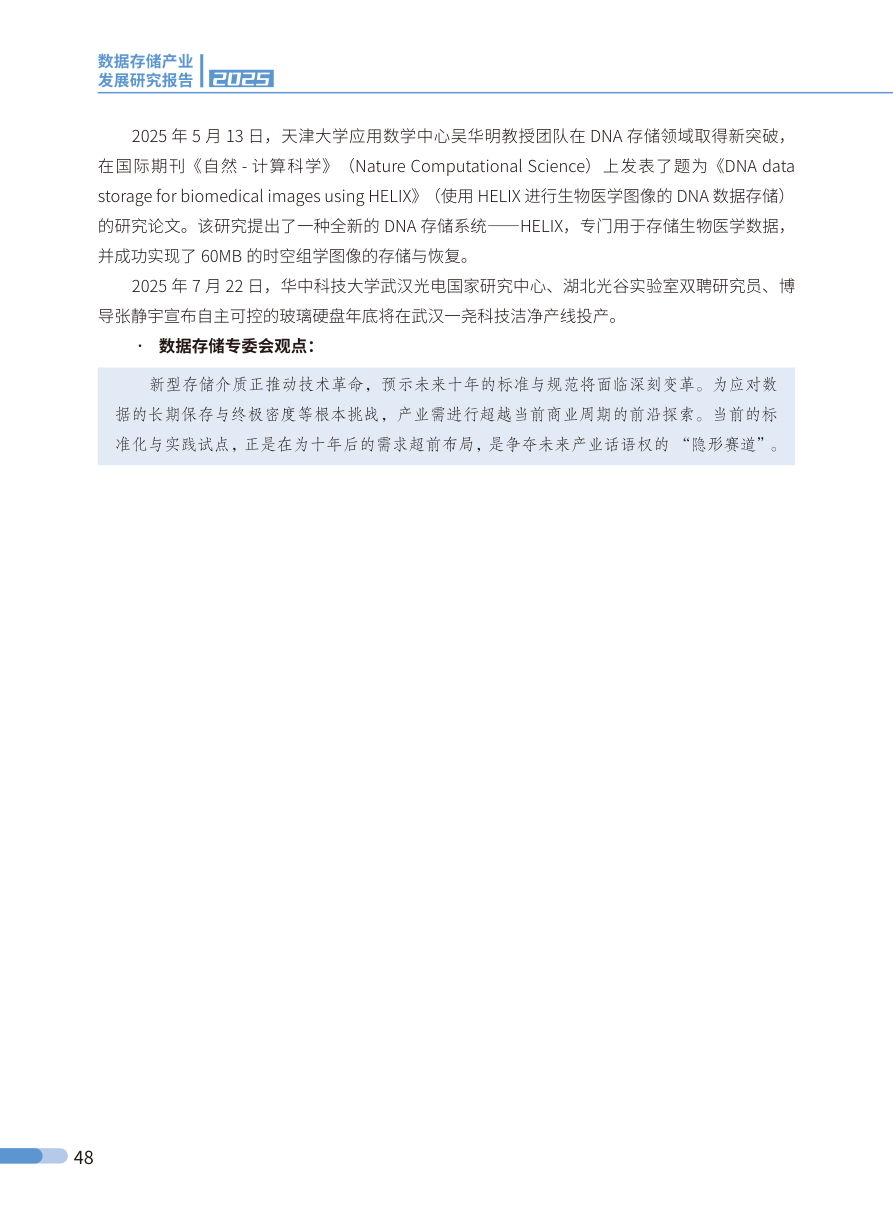 数据存储产业
发展研究报告 2025
2025 年 5 月 13 日，天津大学应用数学中心吴华明教授团队在 DNA 存储领域取得新突破，
在国际期刊《自然 - 计算科学》（Nature Computational Science）上发表了题为《DNA data
storage for biomedical images using HELIX》（使用 HELIX 进行生物医学图像的 DNA 数据存储）
的研究论文。该研究提出了一种全新的 DNA 存储系统——HELIX，专门用于存储生物医学数据，
并成功实现了 60MB 的时空组学图像的存储与恢复。
2025 年 7 月 22 日，华中科技大学武汉光电国家研究中心、湖北光谷实验室双聘研究员、博
导张静宇宣布自主可控的玻璃硬盘年底将在武汉一尧科技洁净产线投产。
· 数据存储专委会观点：
新型存储介质正推动技术革命，预示未来十年的标准与规范将面临深刻变革。为应对数
据的长期保存与终极密度等根本挑战，产业需进行超越当前商业周期的前沿探索。当前的标
准化与实践试点，正是在为十年后的需求超前布局，是争夺未来产业话语权的 “隐形赛道”。
48